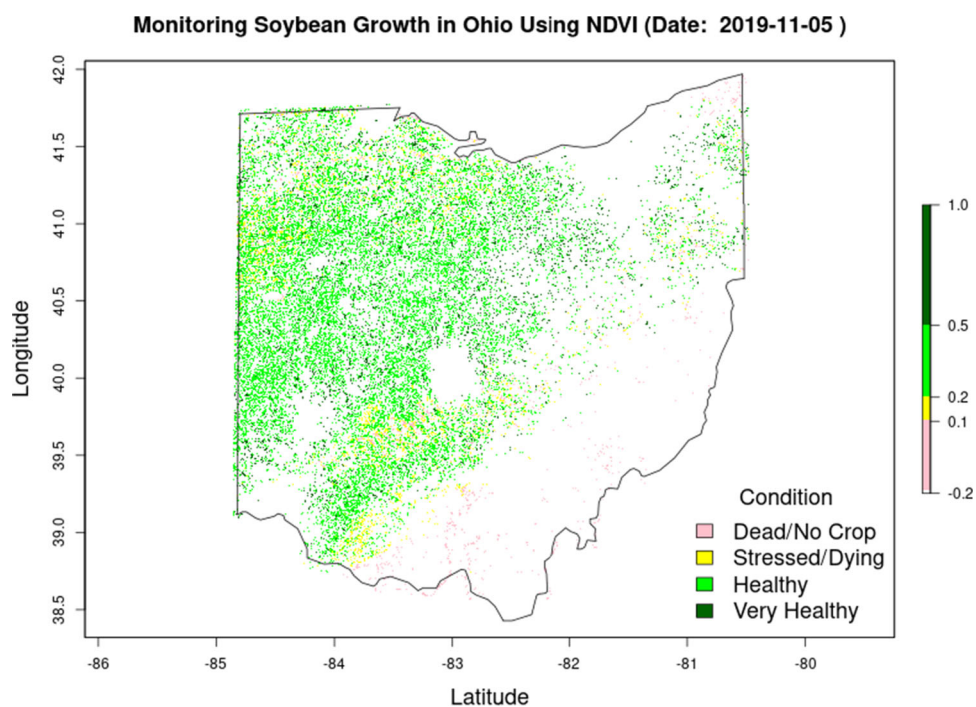 Monitoring Soybean Growth in Ohio Using NDVI (Date:  2019-11-05 )
42.0
41.5
41.0
40.5
40.0
39.5
39.0
38.5
Longitude
-86
-85
-84
-83
-82
-81
-80
Latitude
1.0
0.5
0.2
0.1
-0.2
Condition
Dead/No Crop
Stressed/Dying
Healthy
Very Healthy